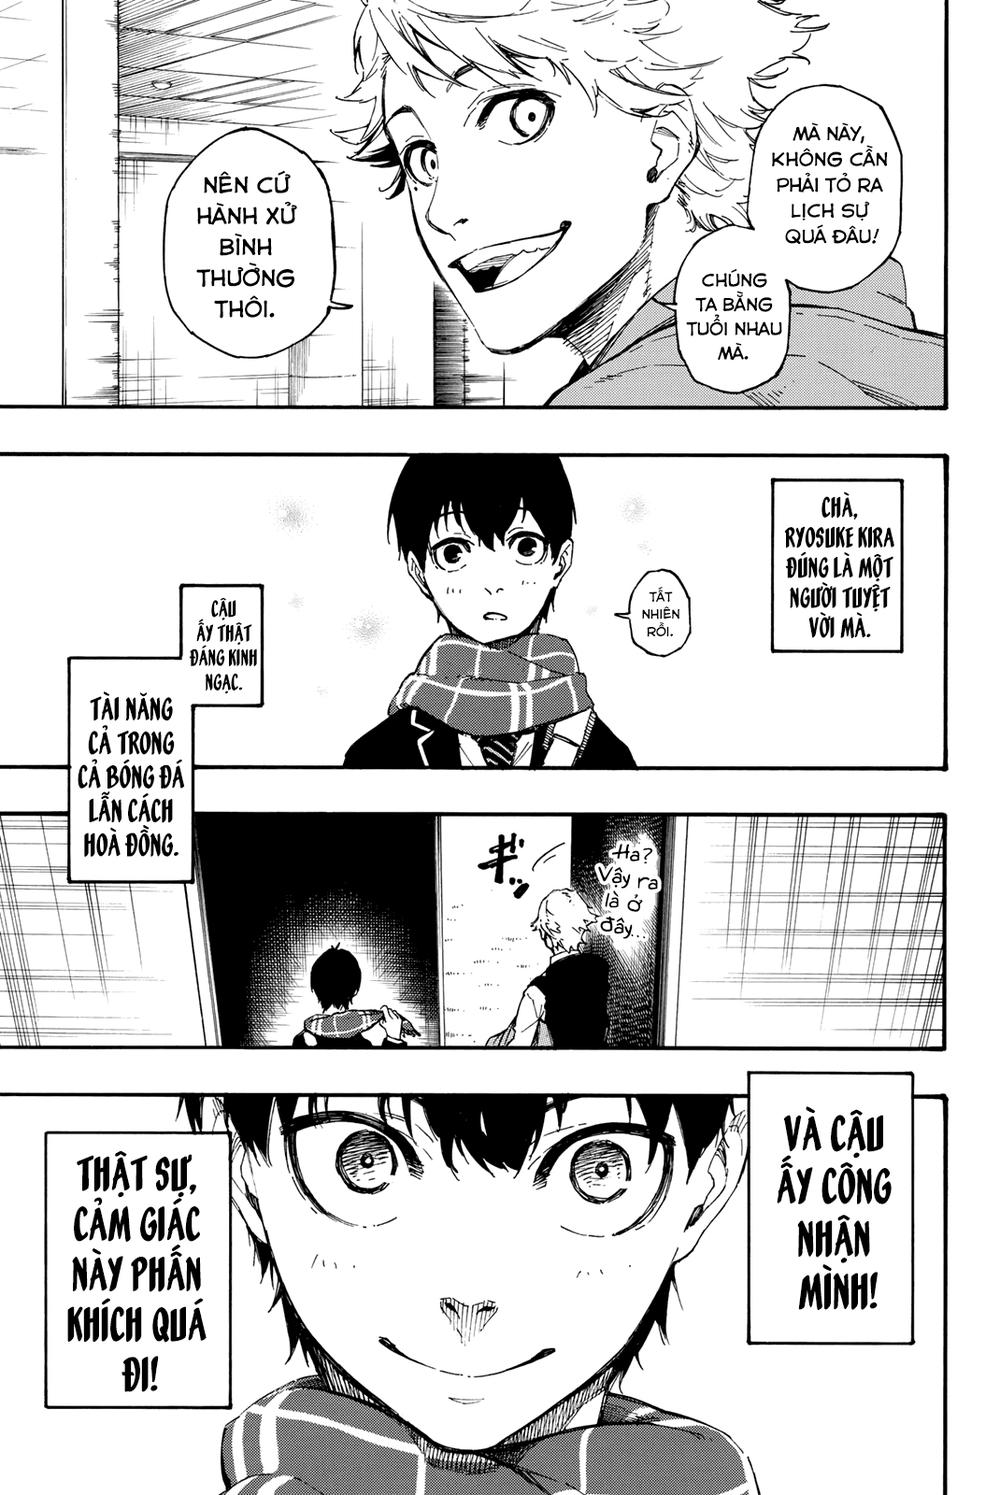 MÀ NÀY,
KHÔNG CẦN
PHẢI TỎ RA
LỊCH SỰ
QUÁ ĐÂU!
CHÚNG
TA BẰNG
TUỔI NHAU
MÀ.
NÊN CỨ
HÀNH XỬ
BÌNH
THƯỜNG
THÔI.
CHÀ,
RYOSUKE KIRA
ĐÚNG LÀ MỘT
NGƯỜI TUYỆT
VỜI MÀ.
TẤT
NHIÊN
RỒI.
CẬU
ẤY THẬT
ĐÁNG KINH
NGẠC.
TÀI NĂNG
CẢ TRONG
CẢ BÓNG ĐÁ
LẪN CÁCH
HOÀ ĐỒNG.
Ha?
Vậy ra
là ở
đây...
ギッ
VÀ CẬU
ẤY CÔNG
NHẬN
MÌNH!
THẬT SỰ,
CẢM GIÁC
NÀY PHẤN
KHÍCH QUÁ
ĐI!